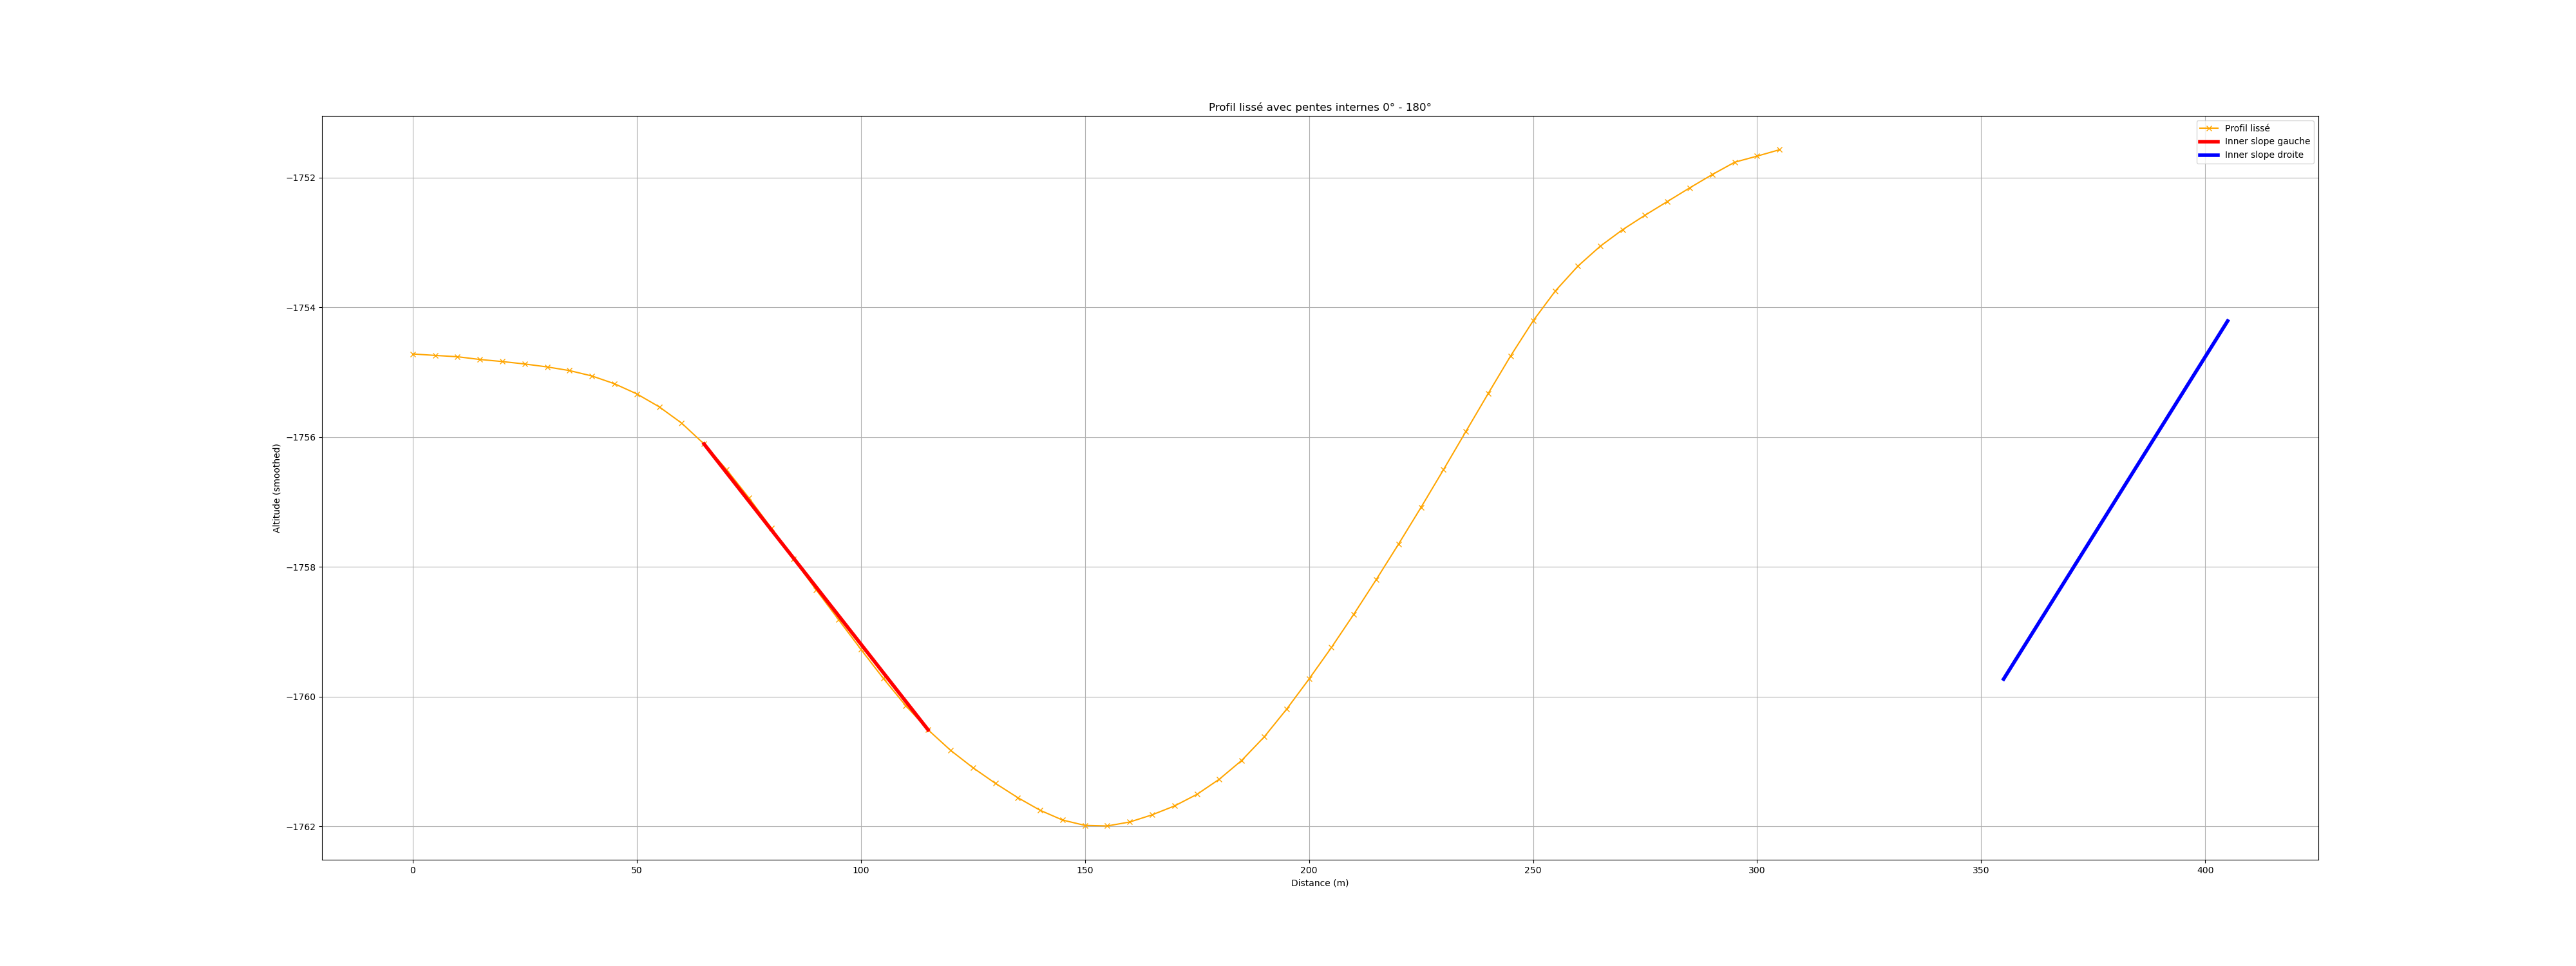 Profil lissé avec pentes internes 0° - 180°
Profil lissé
Inner slope gauche
Inner slope droite
Altitude (smoothed)
−1752
−1754
−1756
−1758
−1760
−1762
0 50 100 150 200 250 300 350 400
Distance (m)